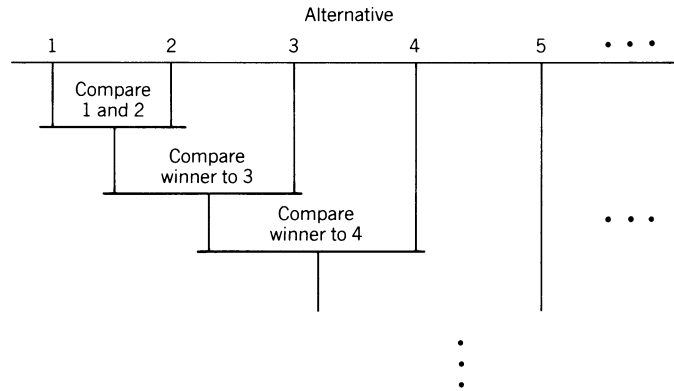 Alternative
1 2 3 4 5 • • •
Compare
1 and 2
Compare
winner to 3
Compare
winner to 4